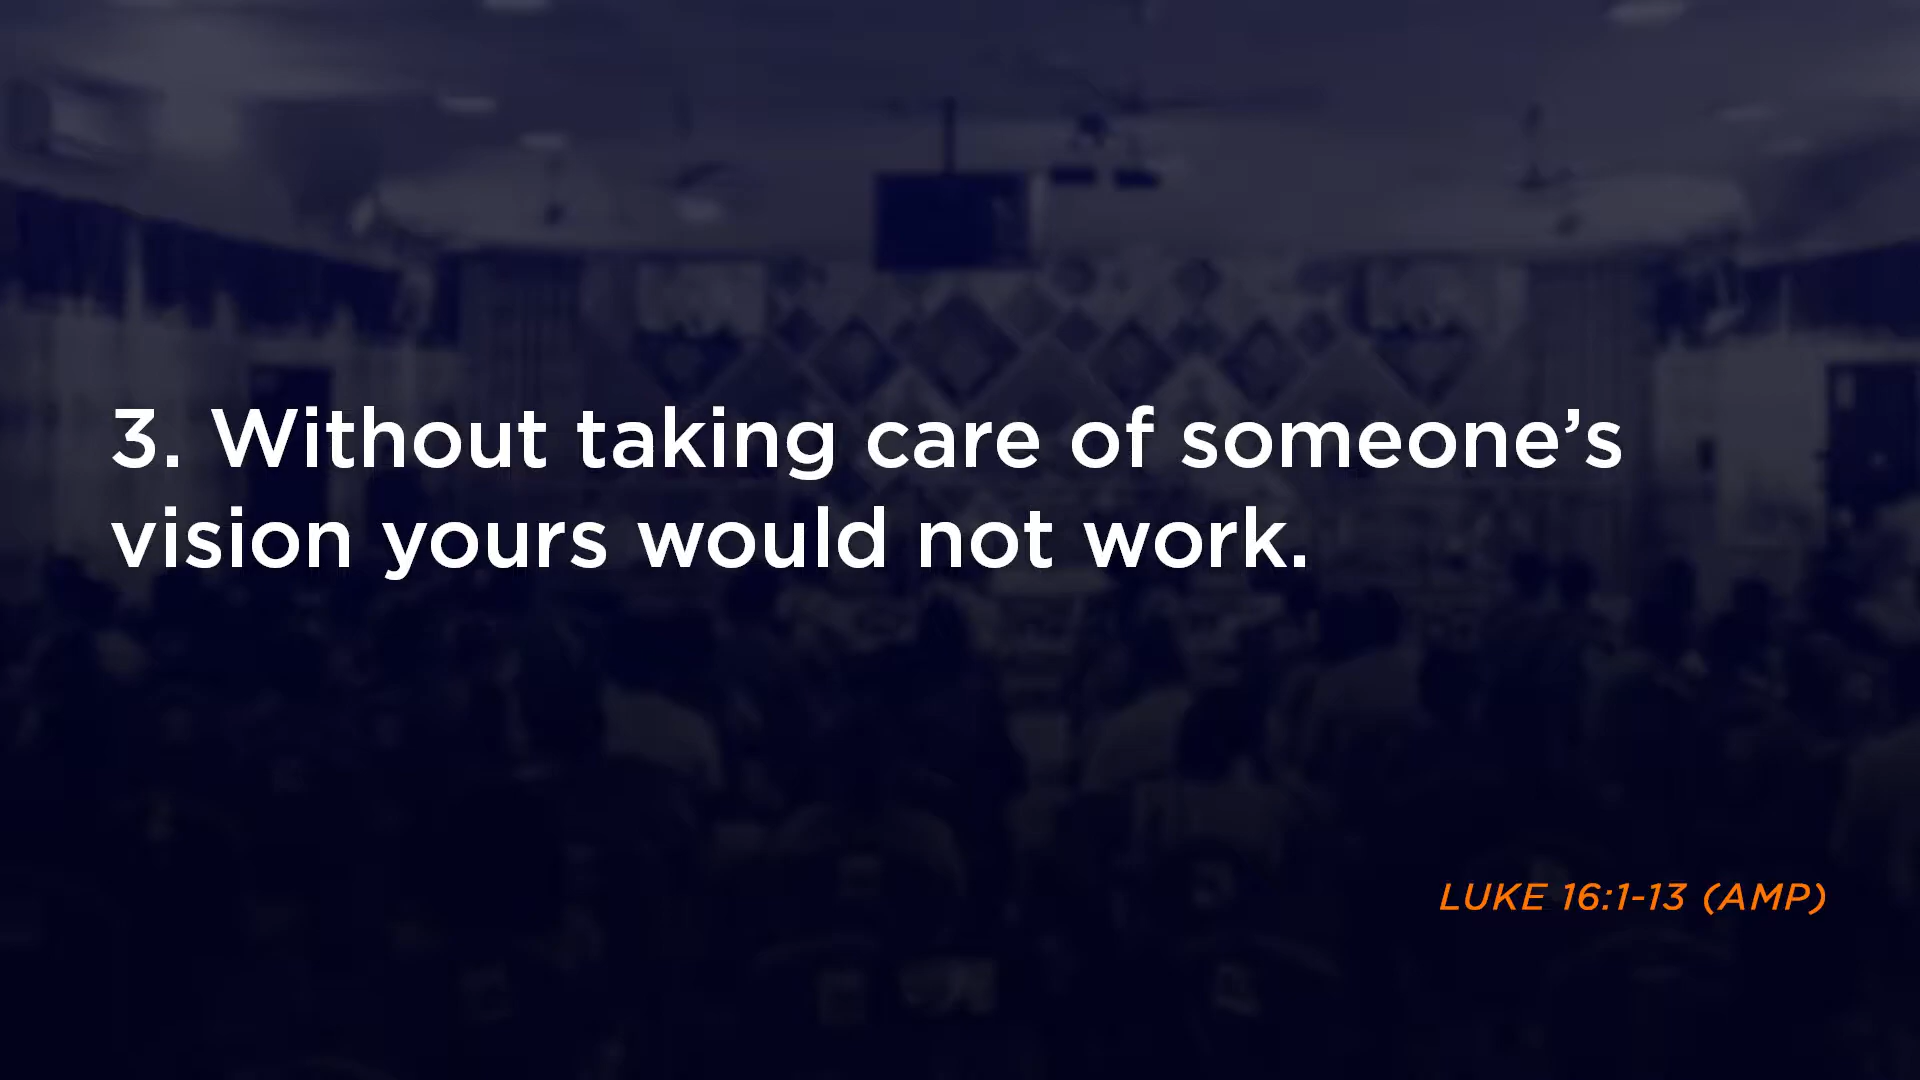 3. Without taking care of someone’s
vision yours would not work.
LUKE 16:1-13 (AMP)